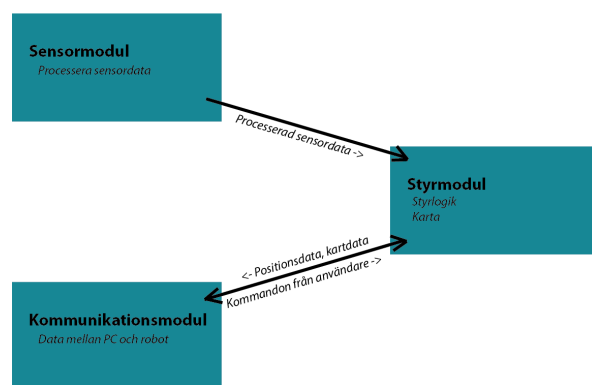 Sensormodul
Processera sensordata
Processerad sensordata ->
Styrmodul
Styrlogik
Karta
<- Positionsdata, kartdata
Kommandon från användare ->
Kommunikationsmodul
Data mellan PC och robot